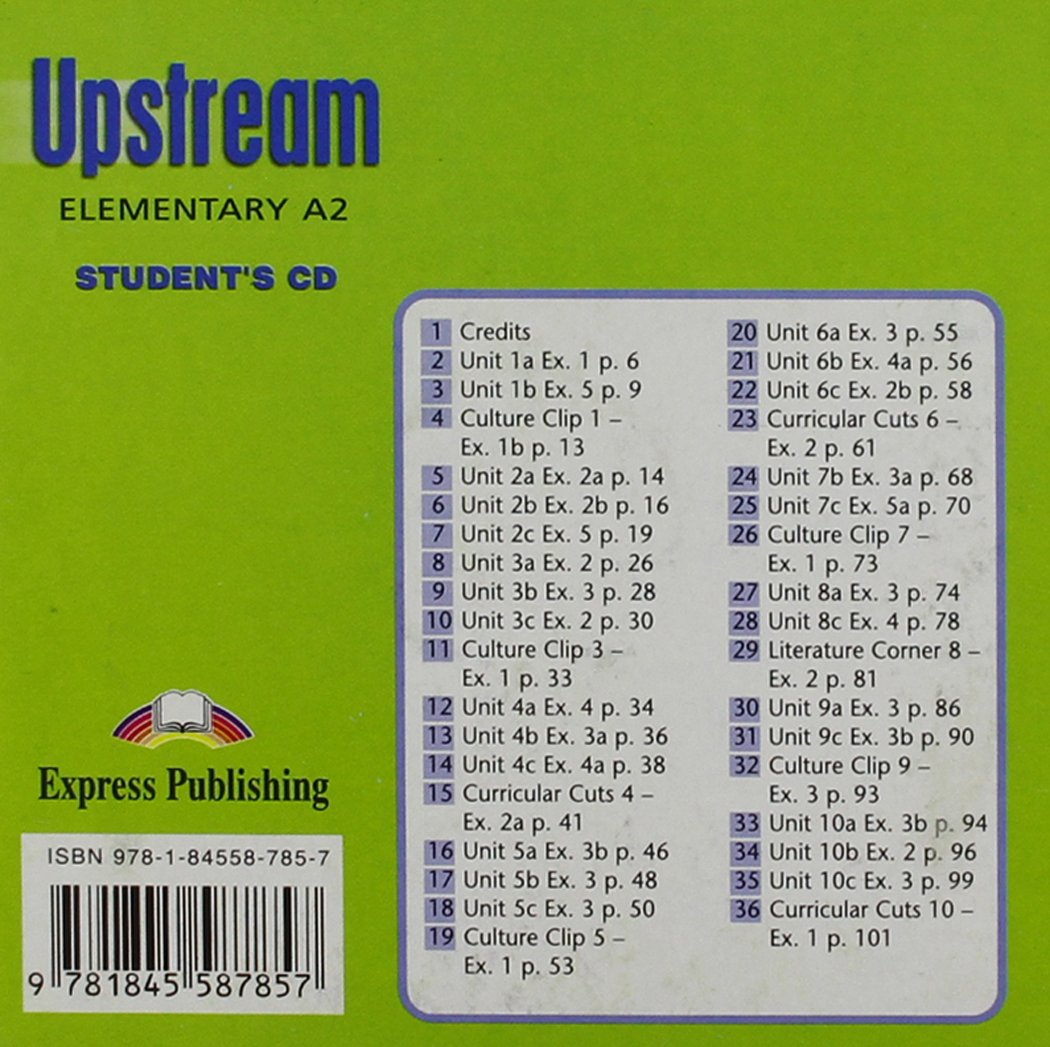 Upstream
ELEMENTARY A2
STUDENT'S CD
1 Credits
2 Unit 1a Ex. 1 p. 6
3 Unit 1b Ex. 5 p. 9
4 Culture Clip 1 –
Ex. 1b p. 13
5 Unit 2a Ex. 2a p. 14
6 Unit 2b Ex. 2b p. 16
7 Unit 2c Ex. 5 p. 19
8 Unit 3a Ex. 2 p. 26
9 Unit 3b Ex. 3 p. 28
10 Unit 3c Ex. 2 p. 30
11 Culture Clip 3 –
Ex. 1 p. 33
12 Unit 4a Ex. 4 p. 34
13 Unit 4b Ex. 3a p. 36
14 Unit 4c Ex. 4a p. 38
15 Curricular Cuts 4 –
Ex. 2a p. 41
16 Unit 5a Ex. 3b p. 46
17 Unit 5b Ex. 3 p. 48
18 Unit 5c Ex. 3 p. 50
19 Culture Clip 5 –
Ex. 1 p. 53
20 Unit 6a Ex. 3 p. 55
21 Unit 6b Ex. 4a p. 56
22 Unit 6c Ex. 2b p. 58
23 Curricular Cuts 6 –
Ex. 2 p. 61
24 Unit 7b Ex. 3a p. 68
25 Unit 7c Ex. 5a p. 70
26 Culture Clip 7 –
Ex. 1 p. 73
27 Unit 8a Ex. 3 p. 74
28 Unit 8c Ex. 4 p. 78
29 Literature Corner 8 –
Ex. 2 p. 81
30 Unit 9a Ex. 3 p. 86
31 Unit 9c Ex. 3b p. 90
32 Culture Clip 9 –
Ex. 3 p. 93
33 Unit 10a Ex. 3b p. 94
34 Unit 10b Ex. 2 p. 96
35 Unit 10c Ex. 3 p. 99
36 Curricular Cuts 10 –
Ex. 1 p. 101
Express Publishing
ISBN 978-1-84558-785-7
9 781845 587857